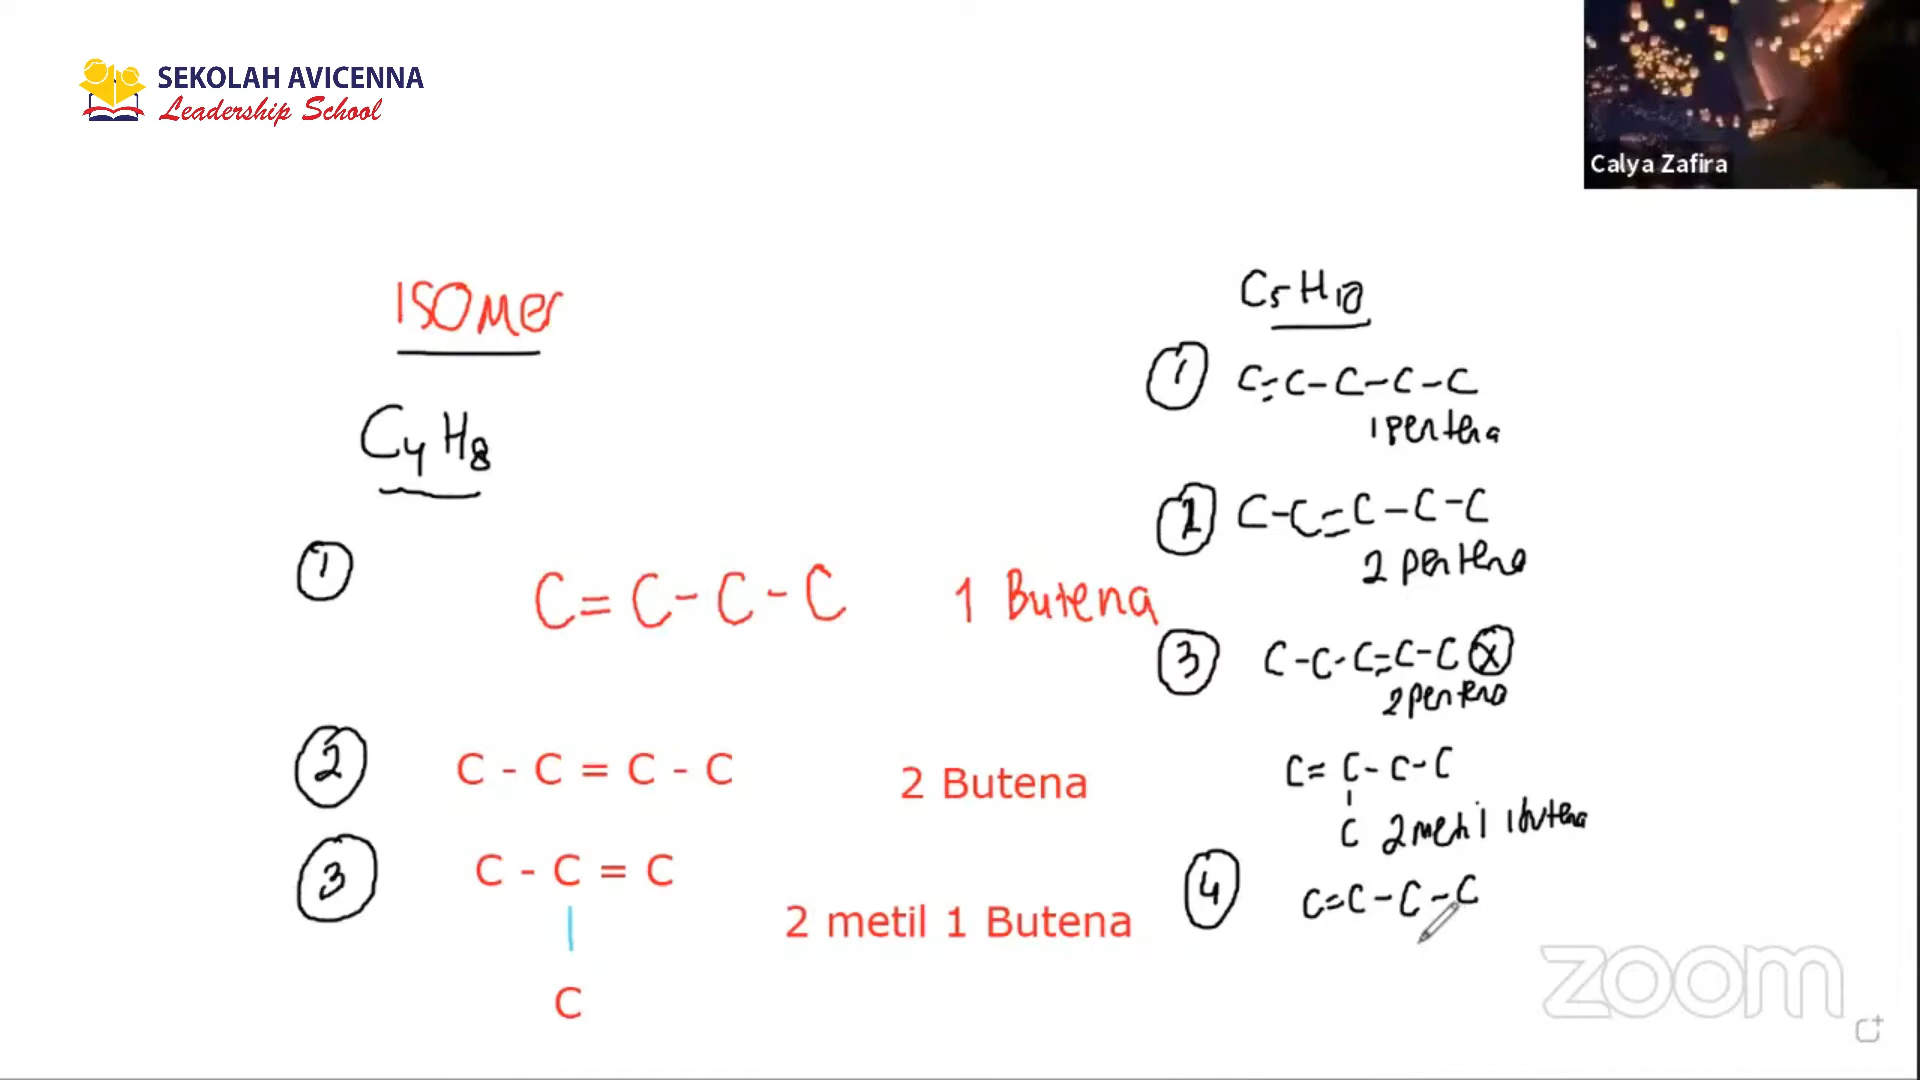 SEKOLAH AVICENNA
Leadership School
Calya Zafira
ISOMER
C4H8
1 C=C-C-C 1 Butena
2 C - C = C - C 2 Butena
3 C - C = C
|
C
2 metil 1 Butena
C5H10
1 C=C-C-C-C
1 pentena
2 C-C=C-C-C
2 pentena
3 C-C-C=C-C X
2 pentena
C=C-C-C
|
C 2 metil 1 butena
4 C=C-C-C
zoom